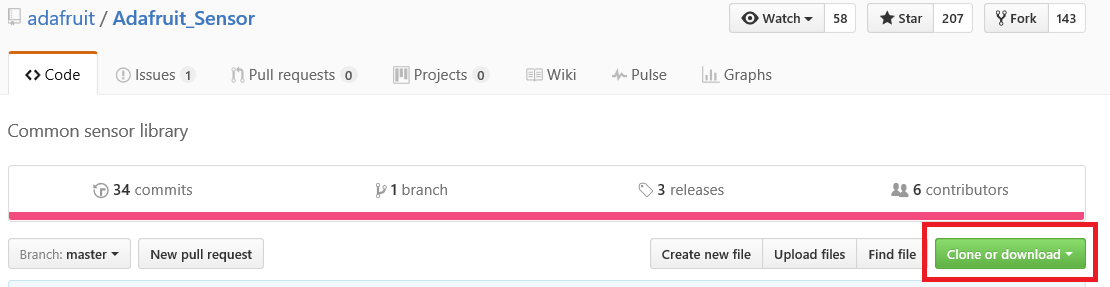 adafruit / Adafruit_Sensor Watch 58 Star 207 Fork 143
Code Issues 1 Pull requests 0 Projects 0 Wiki Pulse Graphs
Common sensor library
34 commits 1 branch 3 releases 6 contributors
Branch: master New pull request Create new file Upload files Find file Clone or download